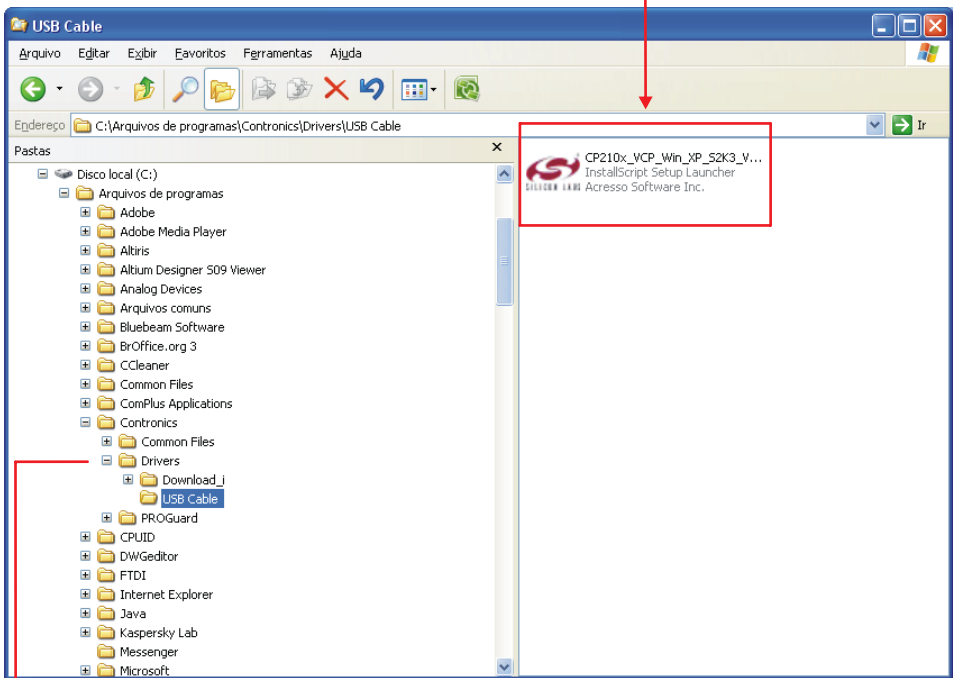 USB Cable
Arquivo Editar Exibir Favoritos Ferramentas Ajuda
Endereço C:\Arquivos de programas\Contronics\Drivers\USB Cable Ir
Pastas
Disco local (C:)
Arquivos de programas
Adobe
Adobe Media Player
Altiris
Altium Designer S09 Viewer
Analog Devices
Arquivos comuns
Bluebeam Software
BrOffice.org 3
CCleaner
Common Files
ComPlus Applications
Contronics
Common Files
Drivers
Download_i
USB Cable
PROGuard
CPUID
DWGeditor
FTDI
Internet Explorer
Java
Kaspersky Lab
Messenger
Microsoft
CP210x_VCP_Win_XP_S2K3_V...
InstallScript Setup Launcher
Acresso Software Inc.
SILICON LABS